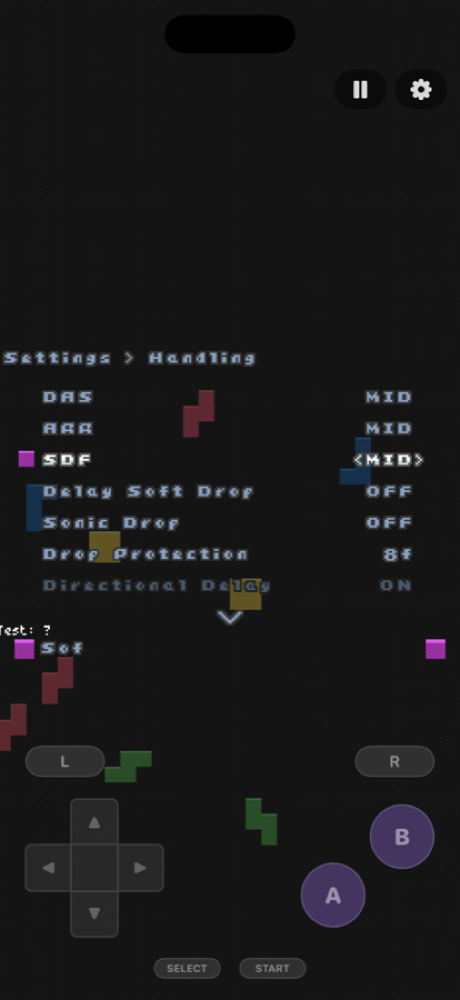 Settings > Handling
DAS MID
ARR MID
SDF <MID>
Delay Soft Drop OFF
Sonic Drop OFF
Drop Protection 8f
Directional Delay ON
Test: ?
Sof
L R
B
A
SELECT START